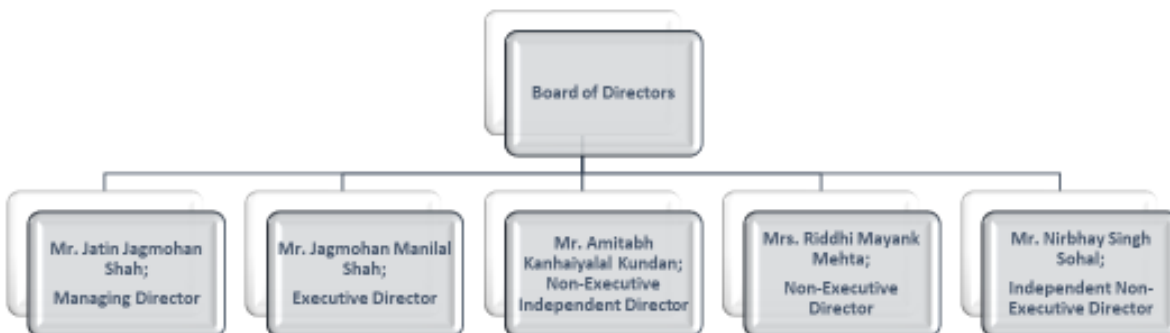 Board of Directors
Mr. Jatin Jagmohan
Shah;
Managing Director
Mr. Jagmohan Manilal
Shah;
Executive Director
Mr. Amitabh
Kanhaiyalal Kundan;
Non-Executive
Independent Director
Mrs. Riddhi Mayank
Mehta;
Non-Executive
Director
Mr. Nirbhay Singh
Sohal;
Independent Non-
Executive Director